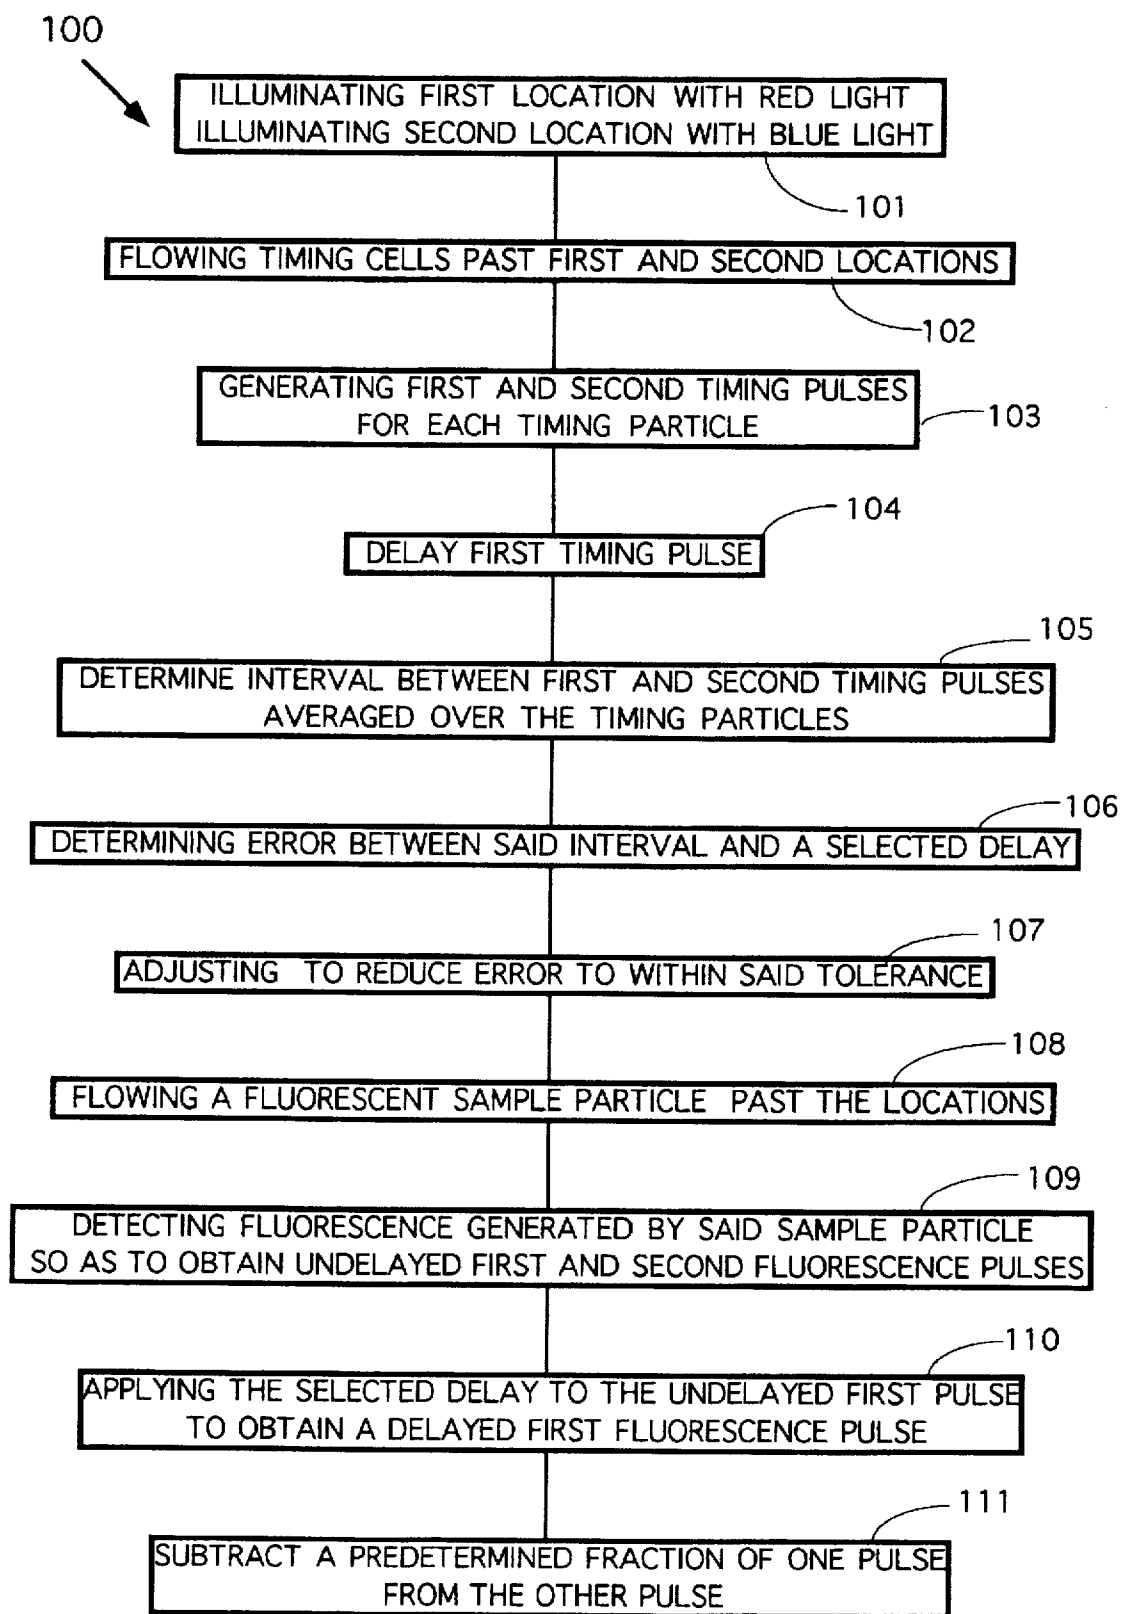 100
ILLUMINATING FIRST LOCATION WITH RED LIGHT
ILLUMINATING SECOND LOCATION WITH BLUE LIGHT
101
FLOWING TIMING CELLS PAST FIRST AND SECOND LOCATIONS
102
GENERATING FIRST AND SECOND TIMING PULSES
FOR EACH TIMING PARTICLE
103
104
DELAY FIRST TIMING PULSE
105
DETERMINE INTERVAL BETWEEN FIRST AND SECOND TIMING PULSES
AVERAGED OVER THE TIMING PARTICLES
106
DETERMINING ERROR BETWEEN SAID INTERVAL AND A SELECTED DELAY
107
ADJUSTING TO REDUCE ERROR TO WITHIN SAID TOLERANCE
108
FLOWING A FLUORESCENT SAMPLE PARTICLE PAST THE LOCATIONS
109
DETECTING FLUORESCENCE GENERATED BY SAID SAMPLE PARTICLE
SO AS TO OBTAIN UNDELAYED FIRST AND SECOND FLUORESCENCE PULSES
110
APPLYING THE SELECTED DELAY TO THE UNDELAYED FIRST PULSE
TO OBTAIN A DELAYED FIRST FLUORESCENCE PULSE
111
SUBTRACT A PREDETERMINED FRACTION OF ONE PULSE
FROM THE OTHER PULSE